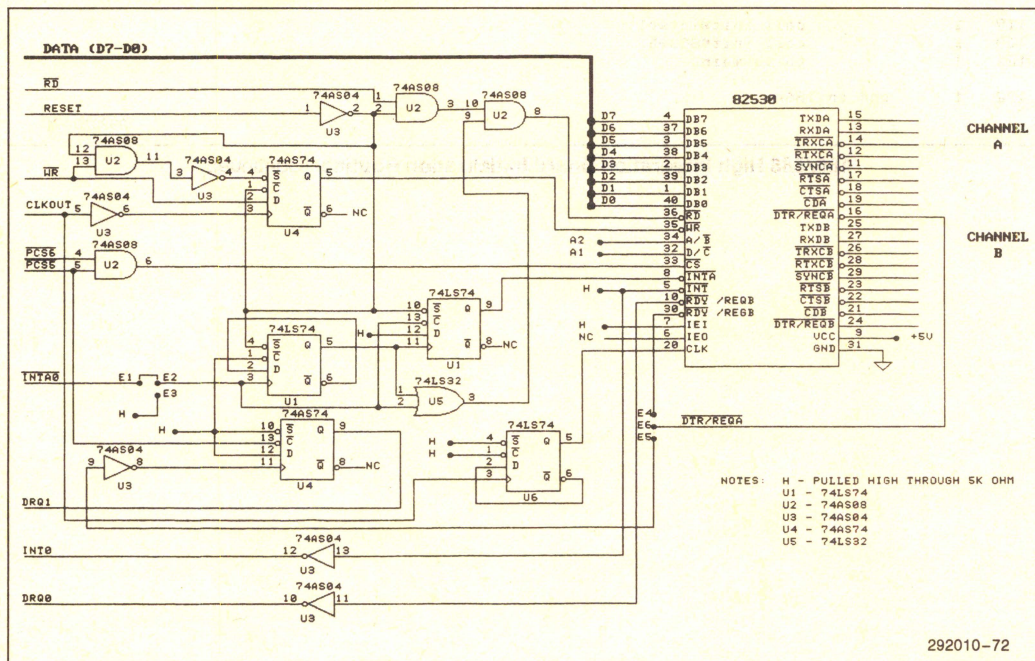 DATA (D7-D0)
RD
RESET
WR
CLKOUT
PCS6
PCS5
INTA0
DRQ1
INT0
DRQ0
74AS04
1 2
U3
74AS08
1
2 3
U2
74AS08
10
9 8
U2
74AS08
12
13 11
U2
74AS04
3 4
U3
74AS74
4 S Q 5
1 C
2 D
3 Q 6 NC
U4
74AS04
5 6
U3
74AS08
4
5 6
U2
74LS74
10 S Q 9
13 C
H 12 D
11 Q 8 NC
U1
74LS74
4 S Q 5
1 C
2 D
3 Q 6
U1
E1 E2
E3
H
74LS32
1
2 3
U5
74AS74
H 10 S Q 9
13 C
12 D
11 Q 8 NC
U4
74AS04
9 8
U3
74LS74
H 4 S Q 5
H 1 C
2 D
3 Q 6
U6
74AS04
12 13
U3
74AS04
10 11
U3
82530
D7 4 DB7
D6 3 DB6
D5 37 DB5
D4 38 DB4
D3 2 DB3
D2 39 DB2
D1 1 DB1
D0 40 DB0
36 RD
35 WR
A2 34 A/B
A1 32 D/C
33 CS
8 INTA
H 5 INT
10 RDY /REQB
30 RDY /REGB
H 7 IEI
NC 6 IEO
20 CLK
TXDA 15
RXDA 13
TRXCA 14
RTXCA 12
SYNCA 11
RTSA 17
CTSA 18
CDA 19
DTR/REQA 16
TXDB 25
RXDB 27
TRXCB 26
RTXCB 28
SYNCB 29
RTSB 23
CTSB 22
CDB 21
DTR/REQB 24
VCC 9 +5V
GND 31
CHANNEL
A
CHANNEL
B
E4
E6 DTR/REQA
E5
NOTES: H - PULLED HIGH THROUGH 5K OHM
U1 - 74LS74
U2 - 74AS08
U3 - 74AS04
U4 - 74AS74
U5 - 74LS32
292010-72